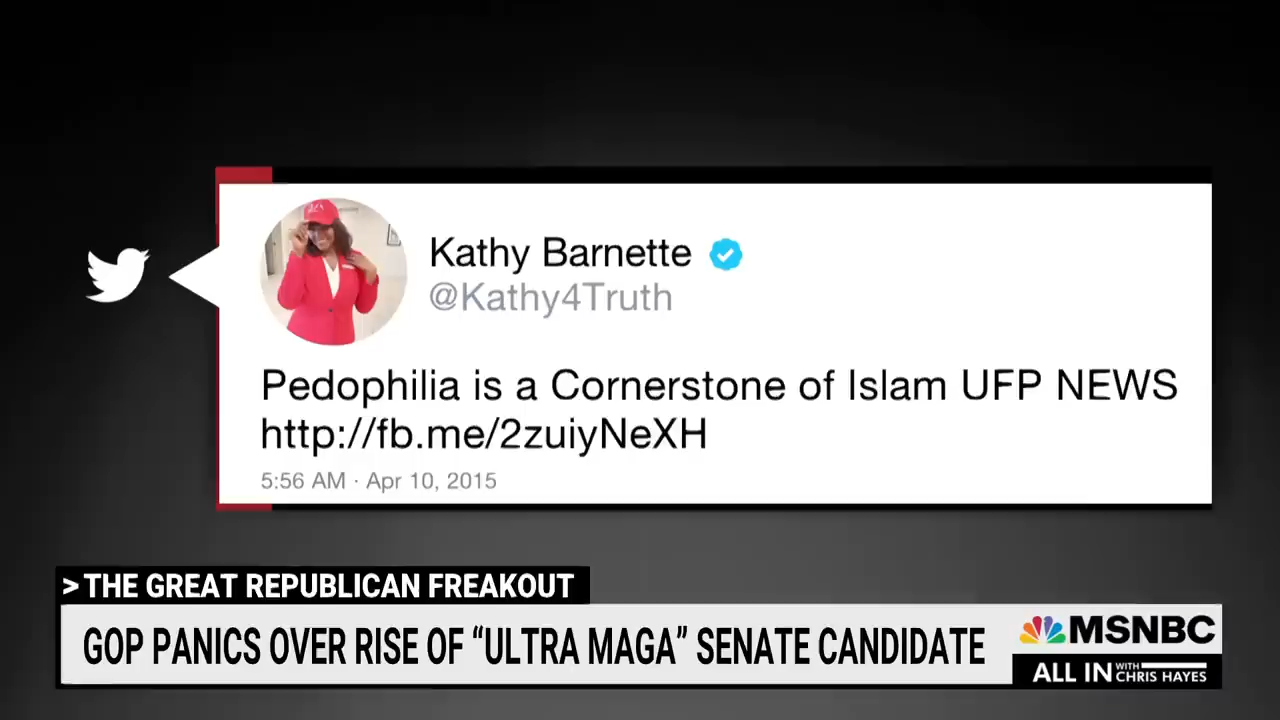 Kathy Barnette
@Kathy4Truth
Pedophilia is a Cornerstone of Islam UFP NEWS
http://fb.me/2zuiyNeXH
5:56 AM · Apr 10, 2015
> THE GREAT REPUBLICAN FREAKOUT
GOP PANICS OVER RISE OF “ULTRA MAGA” SENATE CANDIDATE
MSNBC
ALL IN WITH CHRIS HAYES